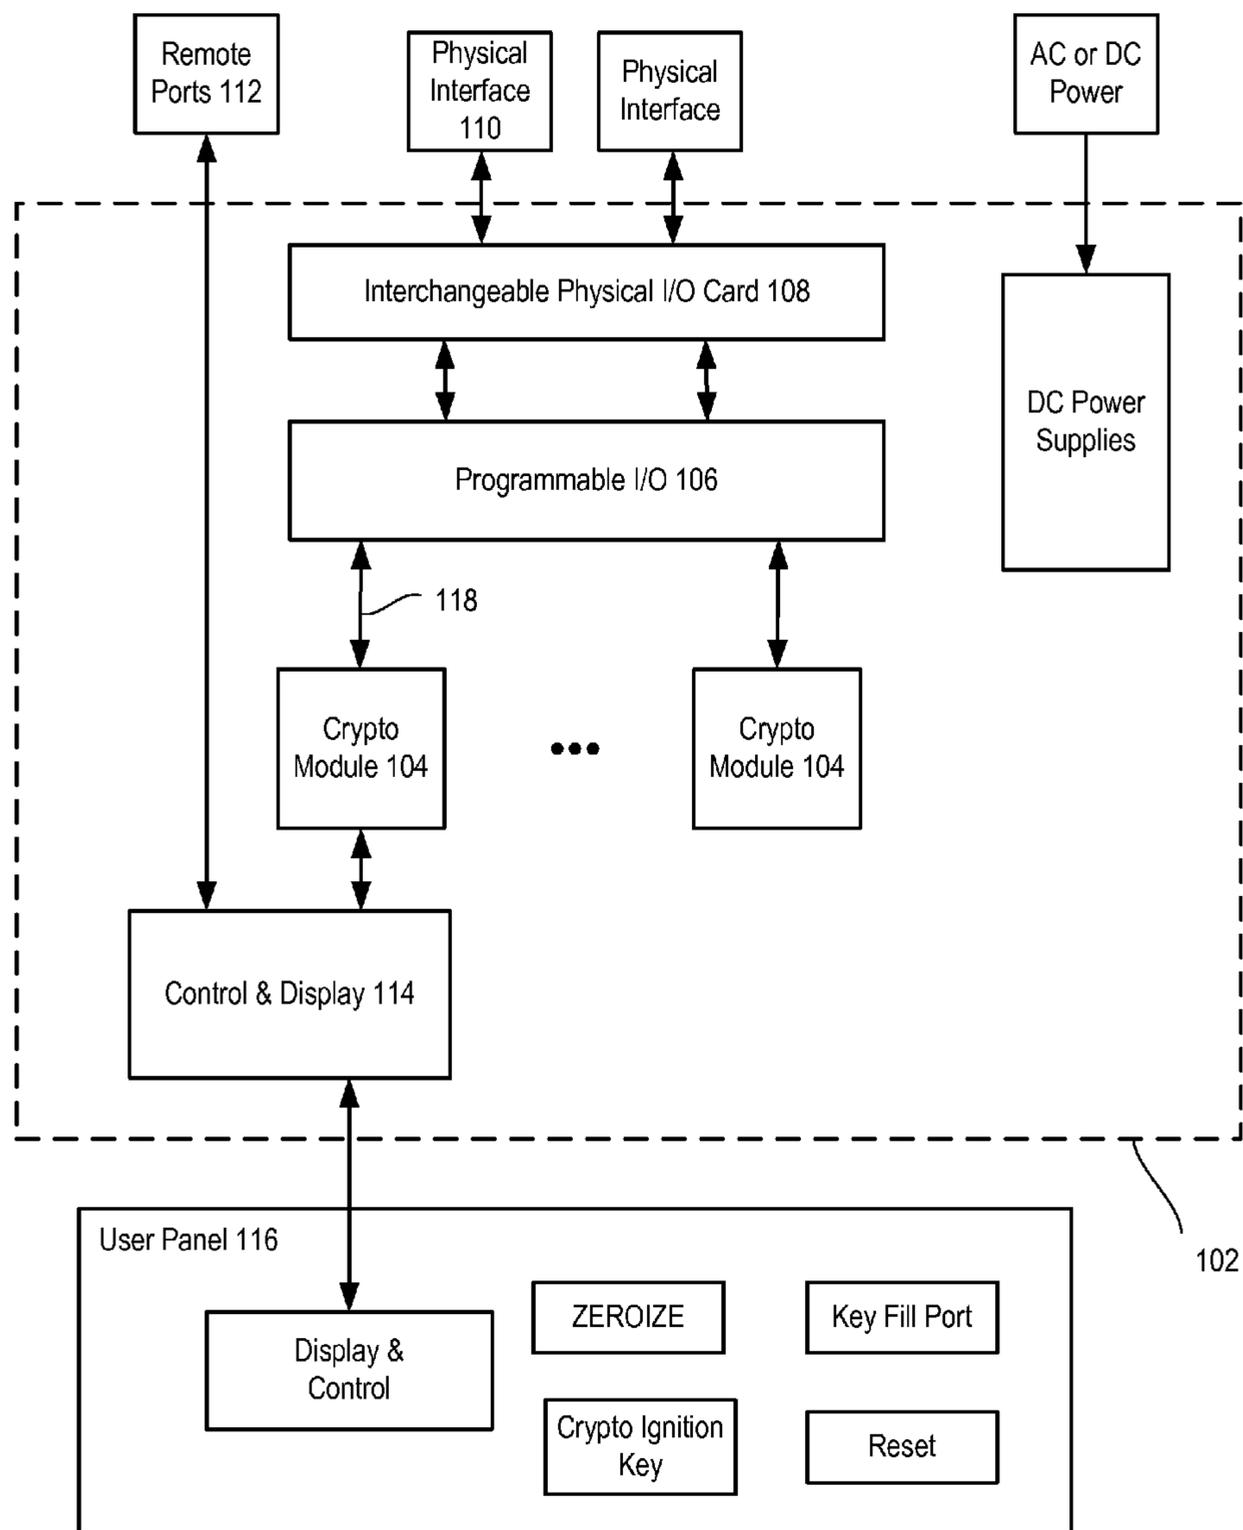 Remote
Ports 112
Physical
Interface
110
Physical
Interface
AC or DC
Power
Interchangeable Physical I/O Card 108
DC Power
Supplies
Programmable I/O 106
118
Crypto
Module 104
Crypto
Module 104
Control & Display 114
102
User Panel 116
Display &
Control
ZEROIZE
Key Fill Port
Crypto Ignition
Key
Reset